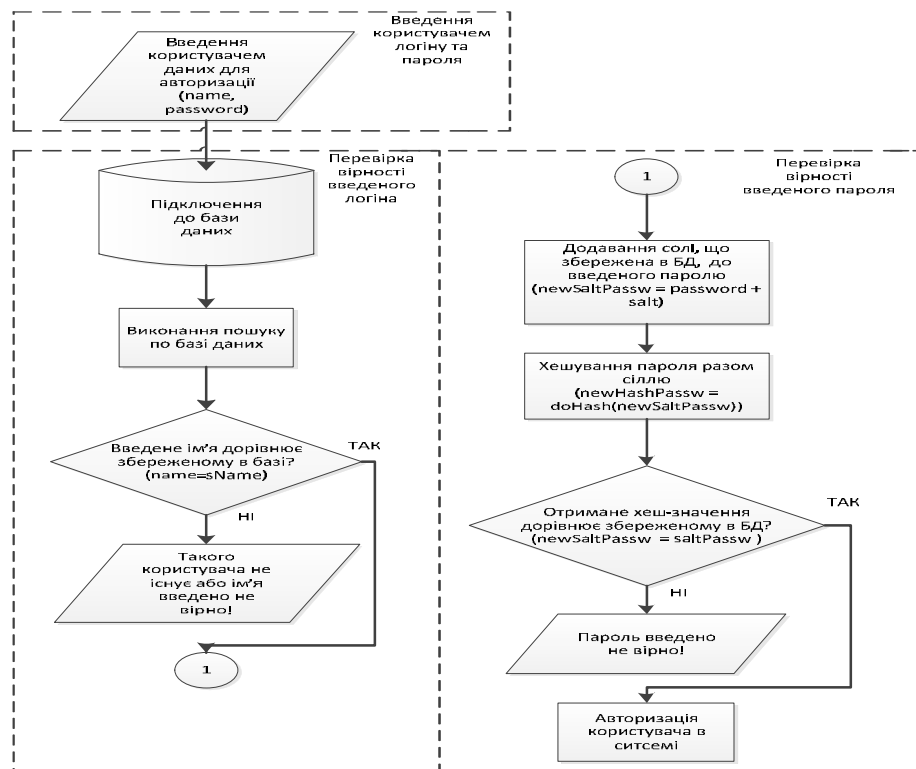 Введення
користувачем
логіну та
пароля
Введення
користувачем
даних для
авторизації
(name,
password)
Перевірка
вірності
введеного
логіна
Підключення
до бази
даних
Виконання пошуку
по базі даних
Введене ім'я дорівнює
збереженому в базі?
(name=sName)
ТАК
НІ
Такого
користувача не
існує або ім'я
введено не
вірно!
1
Перевірка
вірності
введеного пароля
1
Додавання солі, що
збережена в БД, до
введеного паролю
(newSaltPassw = password +
salt)
Хешування пароля разом
сіллю
(newHashPassw =
doHash(newSaltPassw))
Отримане хеш-значення
дорівнює збереженому в БД?
(newSaltPassw = saltPassw )
ТАК
НІ
Пароль введено
не вірно!
Авторизація
користувача в
ситсемі